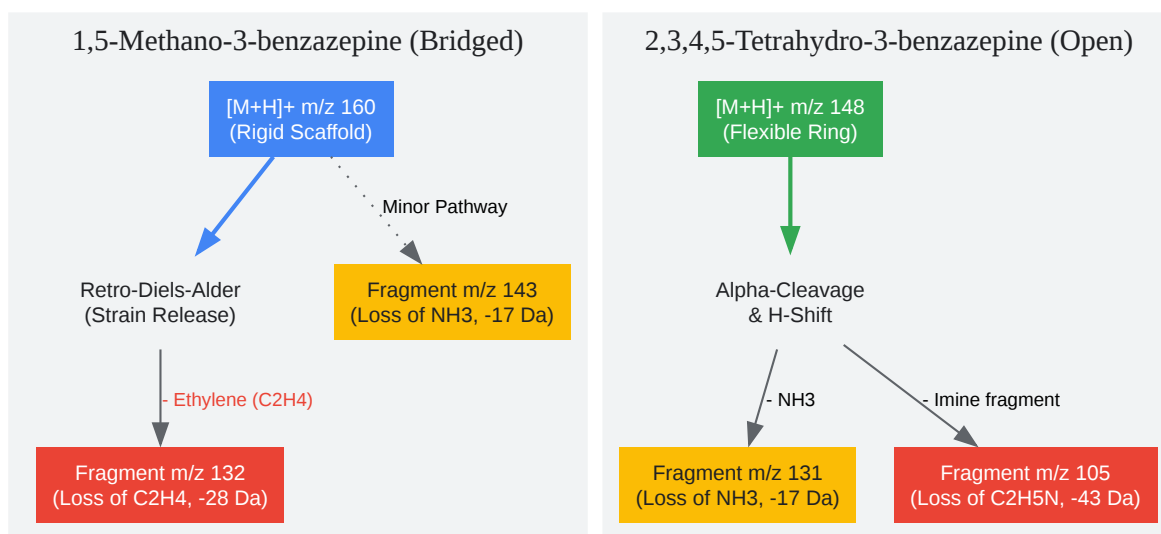 1,5-Methano-3-benzazepine (Bridged)
[M+H]+ m/z 160
(Rigid Scaffold)
Minor Pathway
Retro-Diels-Alder
(Strain Release)
Fragment m/z 143
(Loss of NH3, -17 Da)
- Ethylene (C2H4)
Fragment m/z 132
(Loss of C2H4, -28 Da)
2,3,4,5-Tetrahydro-3-benzazepine (Open)
[M+H]+ m/z 148
(Flexible Ring)
Alpha-Cleavage
& H-Shift
- NH3
- Imine fragment
Fragment m/z 131
(Loss of NH3, -17 Da)
Fragment m/z 105
(Loss of C2H5N, -43 Da)